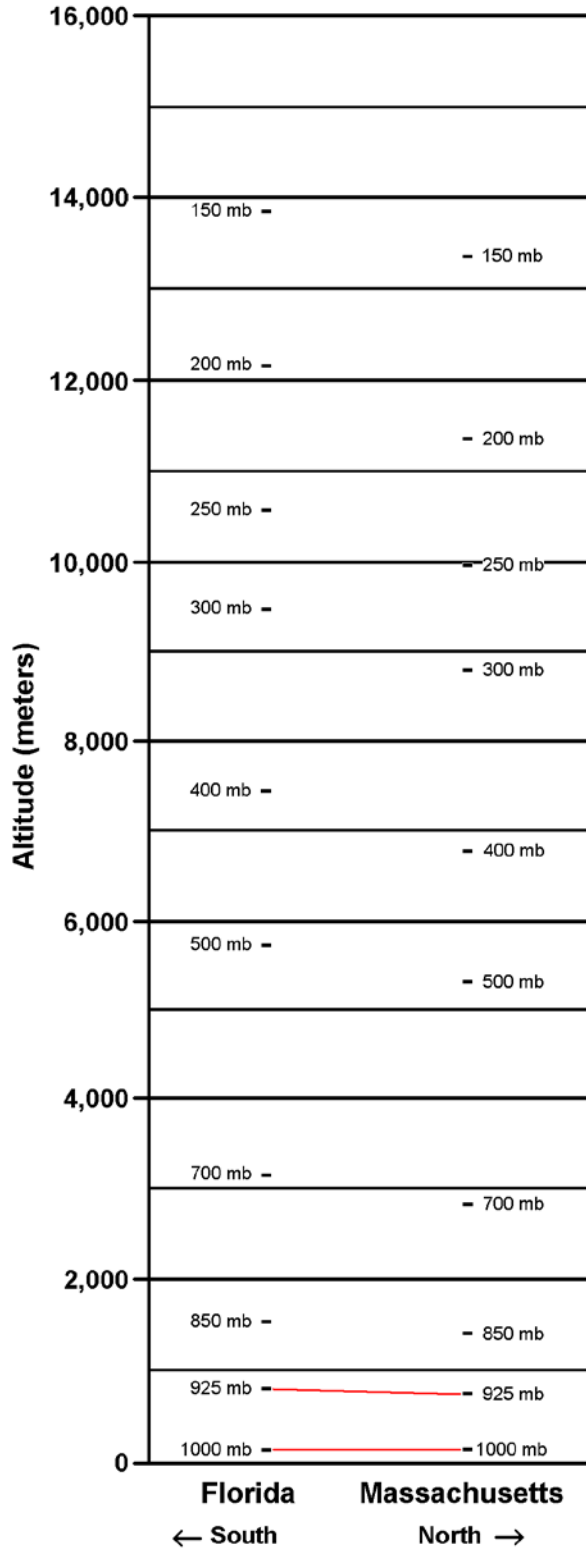 16,000
14,000
150 mb
150 mb
200 mb
12,000
200 mb
250 mb
10,000
250 mb
300 mb
300 mb
8,000
400 mb
400 mb
6,000
500 mb
500 mb
4,000
700 mb
700 mb
2,000
850 mb
850 mb
925 mb
925 mb
1000 mb
1000 mb
0
Altitude (meters)
Florida Massachusetts
← South North →